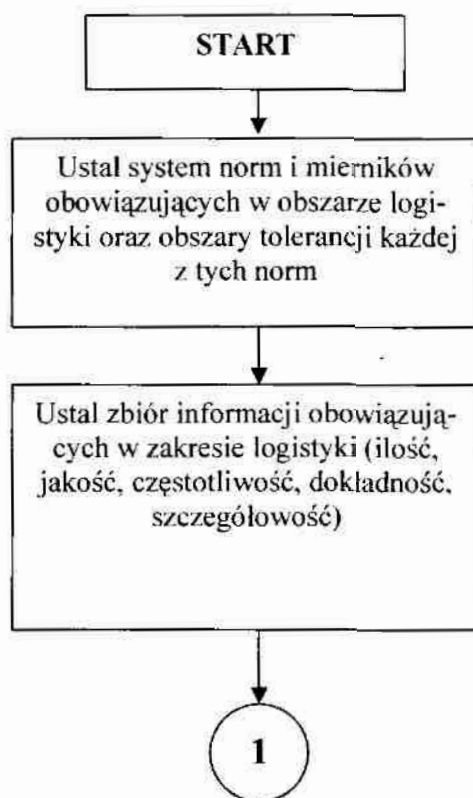 START
Ustal system norm i mierników
obowiązujących w obszarze logi-
styki oraz obszary tolerancji każdej
z tych norm
Ustal zbiór informacji obowiązują-
cych w zakresie logistyki (ilość,
jakość, częstotliwość, dokładność,
szczegółowość)
1